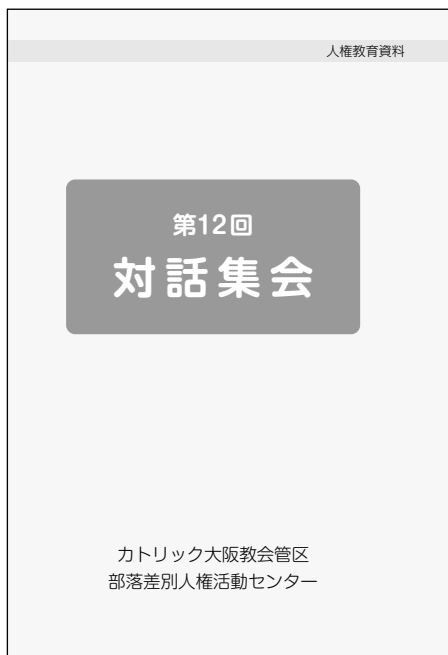 人権教育資料
第12回
対話集会
カトリック大阪教会管区
部落差別人権活動センター